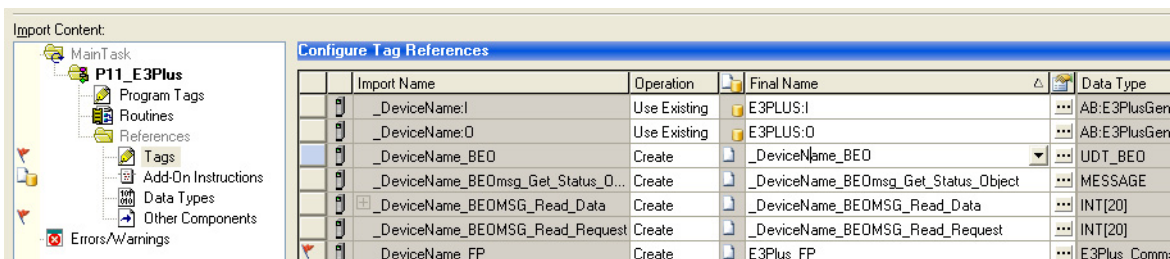 Import Content:
MainTask
P11_E3Plus
Program Tags
Routines
References
Tags
Add-On Instructions
Data Types
Other Components
Errors/Warnings
Configure Tag References
Import Name Operation Final Name Data Type
_DeviceName:I Use Existing E3PLUS:I ... AB:E3PlusGen
_DeviceName:O Use Existing E3PLUS:O ... AB:E3PlusGen
_DeviceName_BEO Create _DeviceName_BEO ... UDT_BEO
_DeviceName_BEOmsg_Get_Status_O... Create _DeviceName_BEOmsg_Get_Status_Object ... MESSAGE
_DeviceName_BEOMSG_Read_Data Create _DeviceName_BEOMSG_Read_Data ... INT[20]
_DeviceName_BEOMSG_Read_Request Create _DeviceName_BEOMSG_Read_Request ... INT[20]
_DeviceName_FP Create E3Plus_FP ... E3Plus_Comm